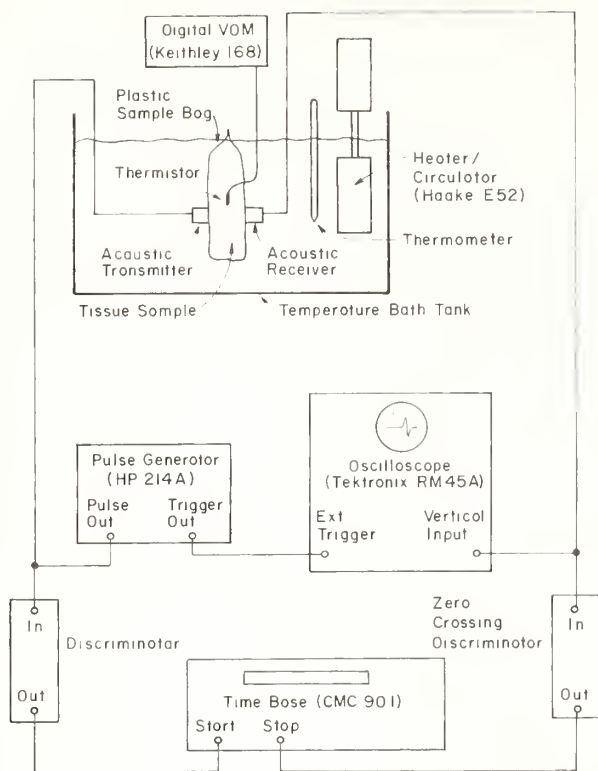 Oigital VOM
(Keithley 168)
Plastic
Sample Bog
Thermistor
Heoter/
Circulotor
(Haake E52)
Acaustic
Tronsmitter
Acoustic
Receiver
Thermometer
Tissue Somple
Temperoture Bath Tank
Pulse Generotor
(HP 214A)
Pulse
Out
Trigger
Out
Oscilloscope
(Tektronix RM45A)
Ext
Trigger
Verticol
Input
In
Discriminotar
Out
Zero
Crossing
Oiscriminotor
In
Out
Time Bose (CMC 901)
Stort
Stop